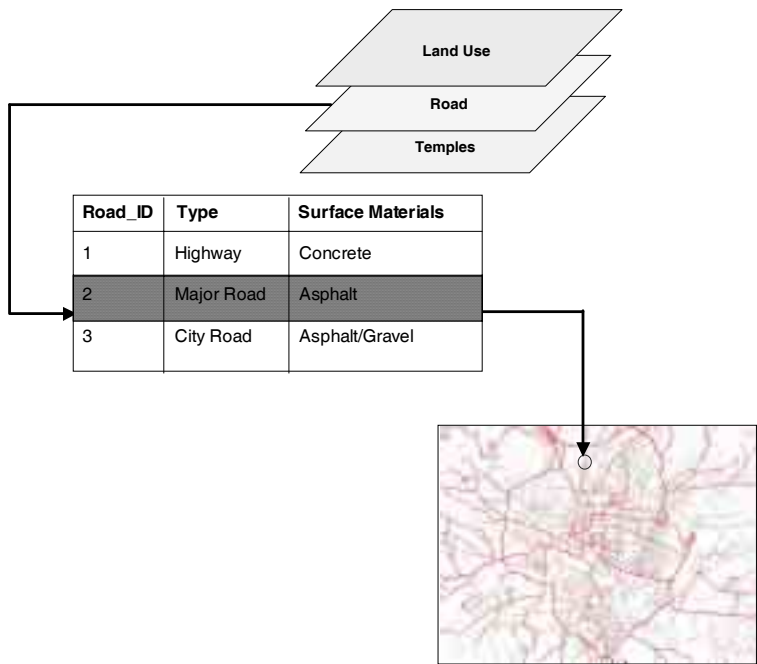 Land Use
Road
Temples
Road_ID Type Surface Materials
1 Highway Concrete
2 Major Road Asphalt
3 City Road Asphalt/Gravel